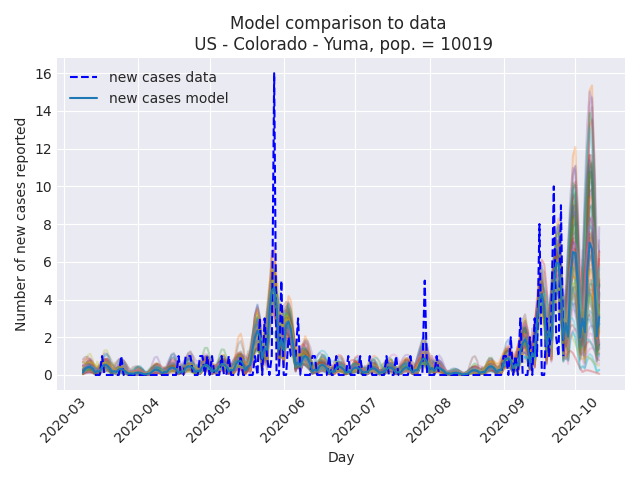 Model comparison to data
US - Colorado - Yuma, pop. = 10019
new cases data
new cases model
Number of new cases reported
16
14
12
10
8
6
4
2
0
2020-03
2020-04
2020-05
2020-06
2020-07
2020-08
2020-09
2020-10
Day